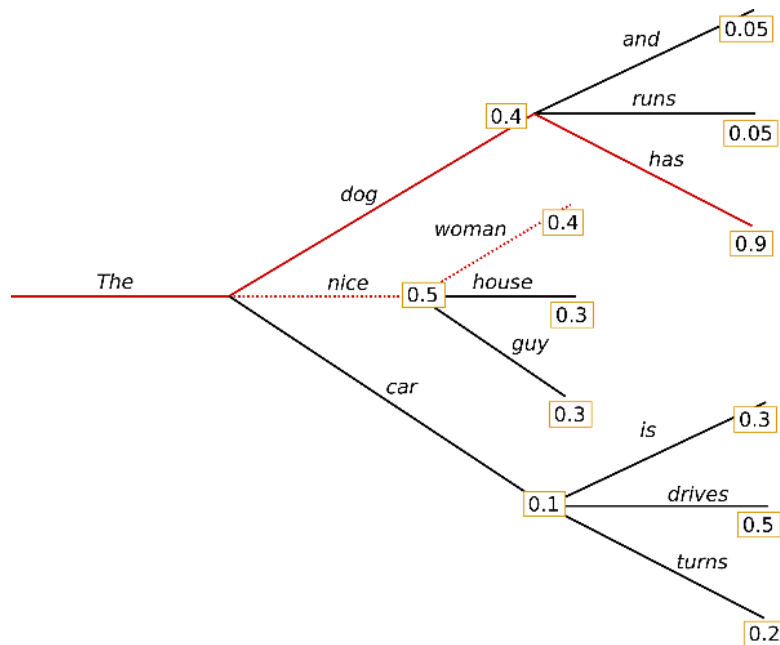 and
0.05
runs
0.4
0.05
has
dog
woman
0.4
0.9
The
nice
0.5
house
0.3
guy
car
0.3
is
0.3
drives
0.1
0.5
turns
0.2